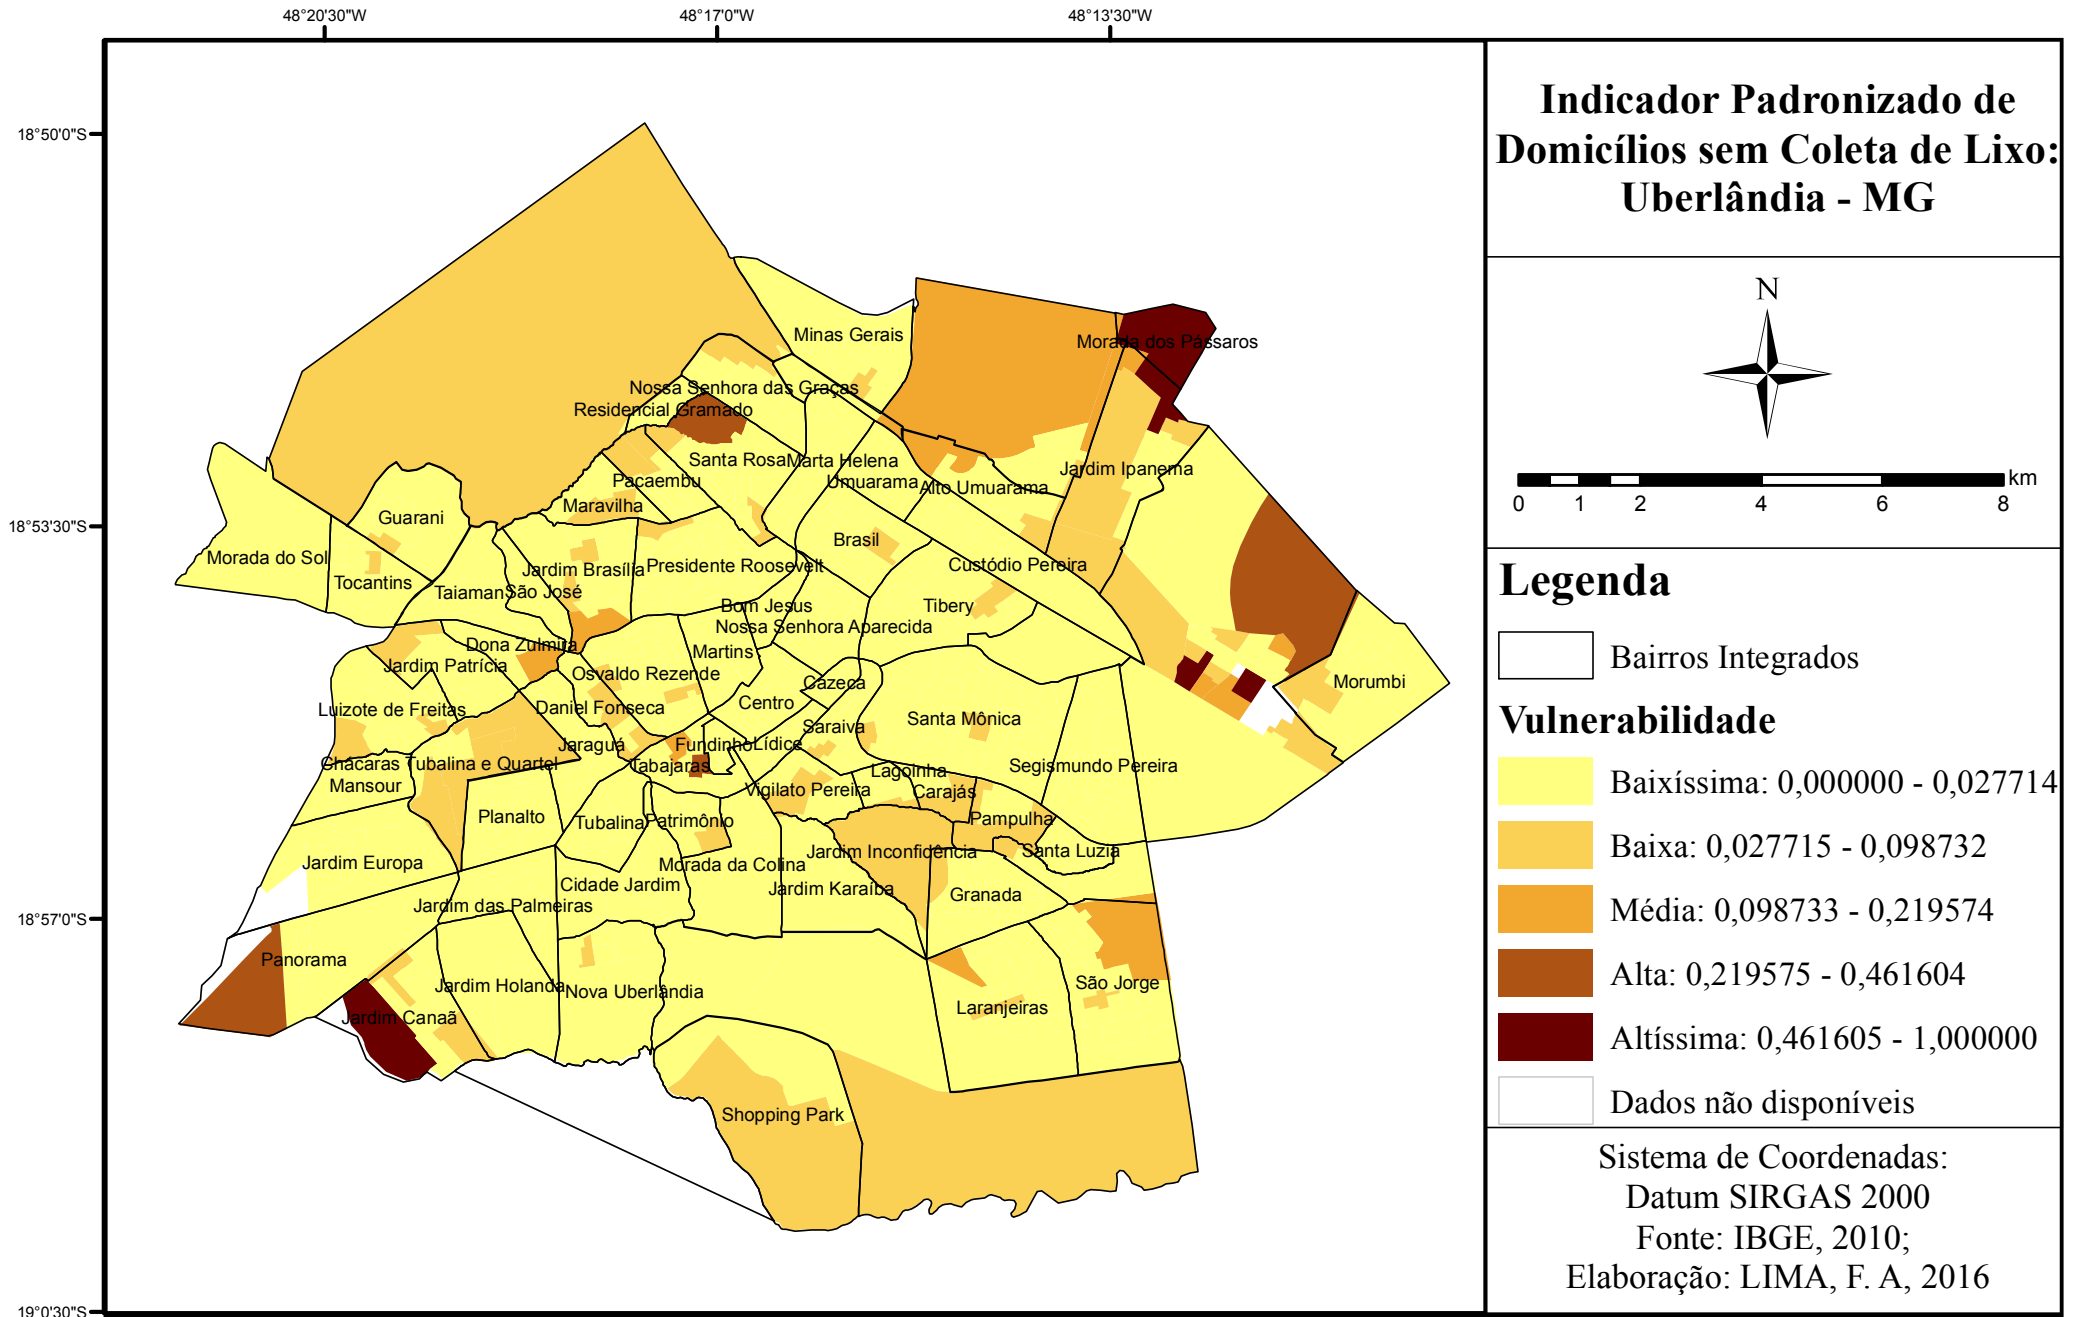 48°20'30"W
48°17'0"W
48°13'30"W
18°50'0"S
18°53'30"S
18°57'0"S
19°0'30"S
Minas Gerais
Morada dos Pássaros
Nossa Senhora das Graças
Residencial Gramado
Santa Rosa
Marta Helena
Jardim Ipanema
Pacaembu
Umuarama
Alto Umuarama
Maravilha
Guarani
Brasil
Morada do Sol
Jardim Brasília
Presidente Roosevelt
Custódio Pereira
Tocantins
Taiaman
São José
Bom Jesus
Tibery
Nossa Senhora Aparecida
Dona Zulmira
Martins
Jardim Patrícia
Osvaldo Rezende
Cazeca
Morumbi
Luizote de Freitas
Daniel Fonseca
Centro
Santa Mônica
Saraiva
Jaraguá
Fundinho
Lídice
Chácaras Tubalina e Quartel
Tabajaras
Lagoinha
Segismundo Pereira
Mansour
Vigilato Pereira
Carajás
Planalto
Tubalina
Patrimônio
Pampulha
Jardim Europa
Morada da Colina
Jardim Inconfidência
Santa Luzia
Cidade Jardim
Jardim Karaíba
Granada
Jardim das Palmeiras
Panorama
Jardim Holanda
Nova Uberlândia
São Jorge
Laranjeiras
Jardim Canaã
Shopping Park
Indicador Padronizado de
Domicílios sem Coleta de Lixo:
Uberlândia - MG
N
km
0 1 2 4 6 8
Legenda
Bairros Integrados
Vulnerabilidade
Baixíssima: 0,000000 - 0,027714
Baixa: 0,027715 - 0,098732
Média: 0,098733 - 0,219574
Alta: 0,219575 - 0,461604
Altíssima: 0,461605 - 1,000000
Dados não disponíveis
Sistema de Coordenadas:
Datum SIRGAS 2000
Fonte: IBGE, 2010;
Elaboração: LIMA, F. A, 2016